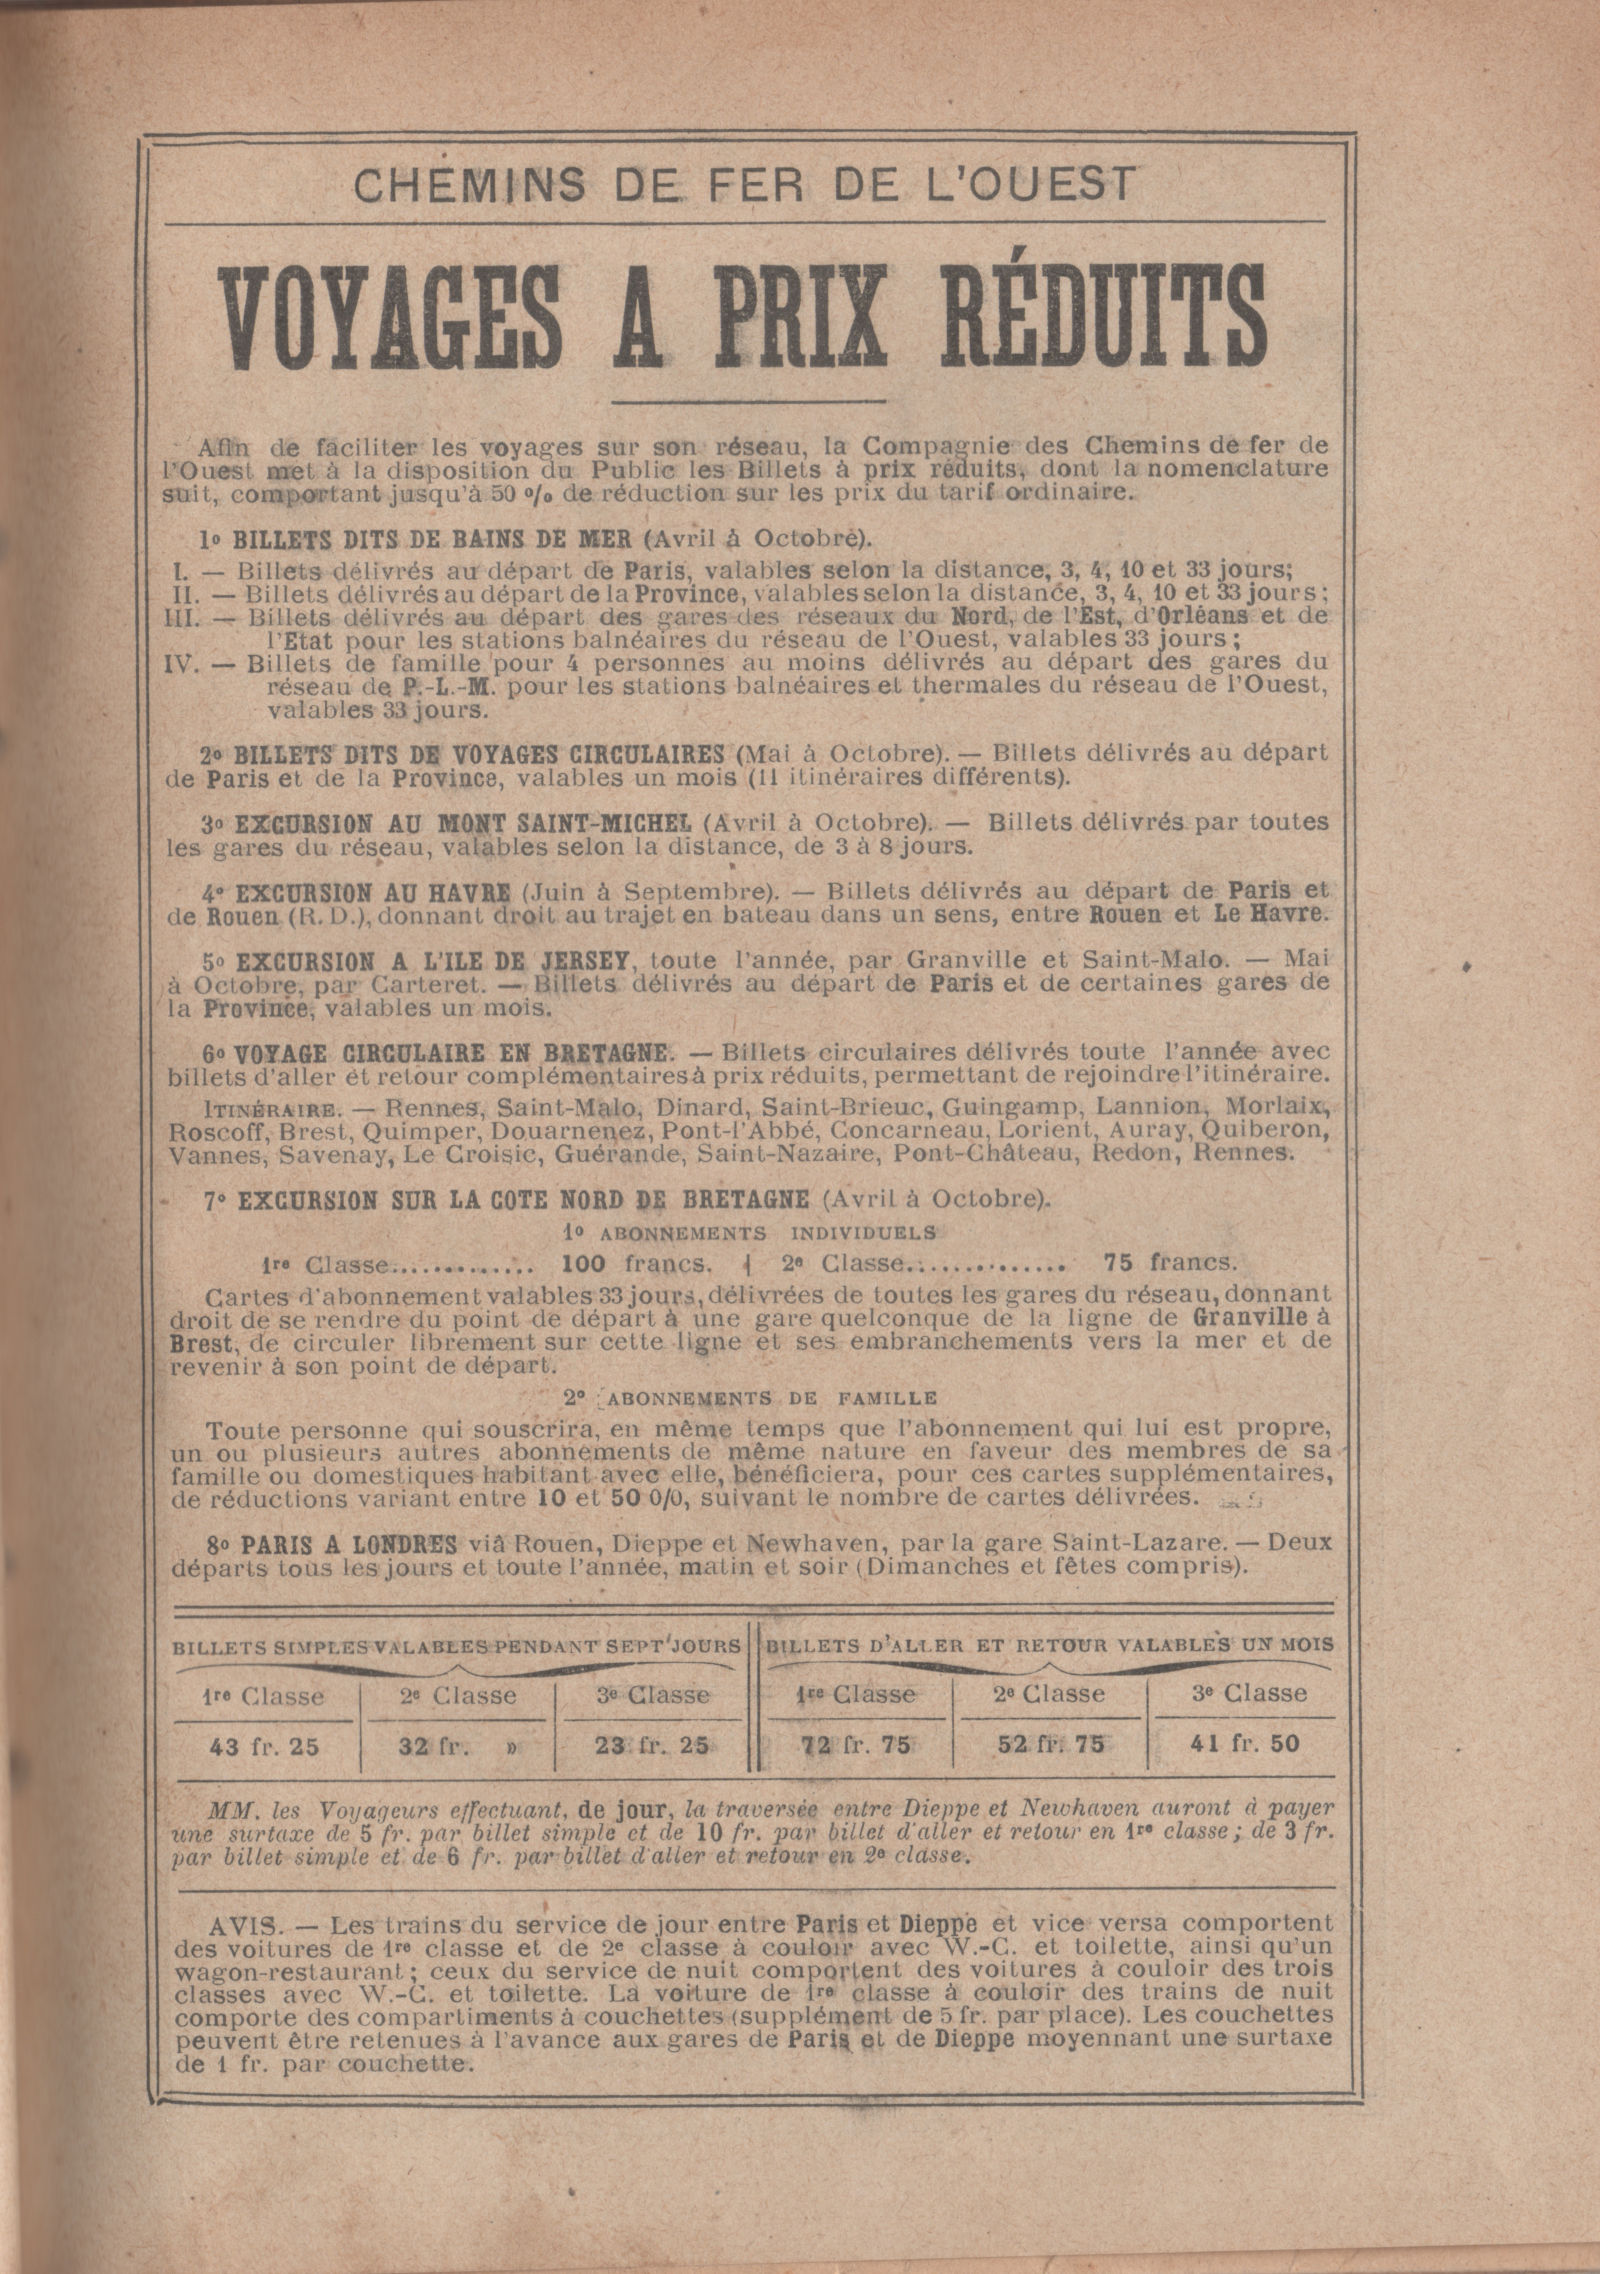 CHEMINS DE FER DE L'OUEST
VOYAGES A PRIX RÉDUITS
Afin de faciliter les voyages sur son réseau, la Compagnie des Chemins de fer de
l'Ouest met à la disposition du Public les Billets à prix réduits, dont la nomenclature
suit, comportant jusqu'à 50 % de réduction sur les prix du tarif ordinaire.
1º BILLETS DITS DE BAINS DE MER (Avril à Octobre).
I. — Billets délivrés au départ de Paris, valables selon la distance, 3, 4, 10 et 33 jours;
II. — Billets délivrés au départ de la Province, valables selon la distance, 3, 4, 10 et 33 jours;
III. — Billets délivrés au départ des gares des réseaux du Nord, de l'Est, d'Orléans et de
l'Etat pour les stations balnéaires du réseau de l'Ouest, valables 33 jours;
IV. — Billets de famille pour 4 personnes au moins délivrés au départ des gares du
réseau de P.-L.-M. pour les stations balnéaires et thermales du réseau de l'Ouest,
valables 33 jours.
2º BILLETS DITS DE VOYAGES CIRCULAIRES (Mai à Octobre). — Billets délivrés au départ
de Paris et de la Province, valables un mois (11 itinéraires différents).
3º EXCURSION AU MONT SAINT-MICHEL (Avril à Octobre). — Billets délivrés par toutes
les gares du réseau, valables selon la distance, de 3 à 8 jours.
4º EXCURSION AU HAVRE (Juin à Septembre). — Billets délivrés au départ de Paris et
de Rouen (R. D.), donnant droit au trajet en bateau dans un sens, entre Rouen et Le Havre.
5º EXCURSION A L'ILE DE JERSEY, toute l'année, par Granville et Saint-Malo. — Mai
à Octobre, par Carteret. — Billets délivrés au départ de Paris et de certaines gares de
la Province, valables un mois.
6º VOYAGE CIRCULAIRE EN BRETAGNE. — Billets circulaires délivrés toute l'année avec
billets d'aller et retour complémentaires à prix réduits, permettant de rejoindre l'itinéraire.
ITINÉRAIRE. — Rennes, Saint-Malo, Dinard, Saint-Brieuc, Guingamp, Lannion, Morlaix,
Roscoff, Brest, Quimper, Douarnenez, Pont-l'Abbé, Concarneau, Lorient, Auray, Quiberon,
Vannes, Savenay, Le Croisic, Guérande, Saint-Nazaire, Pont-Château, Redon, Rennes.
7º EXCURSION SUR LA COTE NORD DE BRETAGNE (Avril à Octobre).
1º ABONNEMENTS INDIVIDUELS
1re Classe............. 100 francs. | 2e Classe.............. 75 francs.
Cartes d'abonnement valables 33 jours, délivrées de toutes les gares du réseau, donnant
droit de se rendre du point de départ à une gare quelconque de la ligne de Granville à
Brest, de circuler librement sur cette ligne et ses embranchements vers la mer et de
revenir à son point de départ.
2º ABONNEMENTS DE FAMILLE
Toute personne qui souscrira, en même temps que l'abonnement qui lui est propre,
un ou plusieurs autres abonnements de même nature en faveur des membres de sa
famille ou domestiques habitant avec elle, bénéficiera, pour ces cartes supplémentaires,
de réductions variant entre 10 et 50 0/0, suivant le nombre de cartes délivrées.
8º PARIS A LONDRES viâ Rouen, Dieppe et Newhaven, par la gare Saint-Lazare. — Deux
départs tous les jours et toute l'année, matin et soir (Dimanches et fêtes compris).
BILLETS SIMPLES VALABLES PENDANT SEPT JOURS | BILLETS D'ALLER ET RETOUR VALABLES UN MOIS
1re Classe | 2e Classe | 3e Classe | 1re Classe | 2e Classe | 3e Classe
43 fr. 25 | 32 fr. » | 23 fr. 25 | 72 fr. 75 | 52 fr. 75 | 41 fr. 50
MM. les Voyageurs effectuant, de jour, la traversée entre Dieppe et Newhaven auront à payer
une surtaxe de 5 fr. par billet simple et de 10 fr. par billet d'aller et retour en 1re classe; de 3 fr.
par billet simple et de 6 fr. par billet d'aller et retour en 2e classe.
AVIS. — Les trains du service de jour entre Paris et Dieppe et vice versa comportent
des voitures de 1re classe et de 2e classe à couloir avec W.-C. et toilette, ainsi qu'un
wagon-restaurant; ceux du service de nuit comportent des voitures à couloir des trois
classes avec W.-C. et toilette. La voiture de 1re classe à couloir des trains de nuit
comporte des compartiments à couchettes (supplément de 5 fr. par place). Les couchettes
peuvent être retenues à l'avance aux gares de Paris et de Dieppe moyennant une surtaxe
de 1 fr. par couchette.